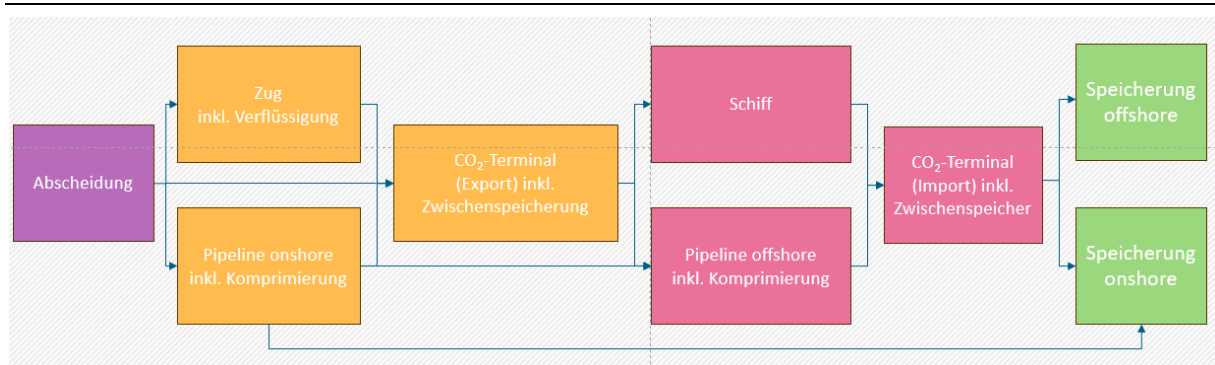 Abscheidung
Zug
inkl. Verflüssigung
Pipeline onshore
inkl. Komprimierung
CO₂-Terminal
(Export) inkl.
Zwischenspeicherung
Schiff
Pipeline offshore
inkl. Komprimierung
CO₂-Terminal
(Import) inkl.
Zwischenspeicher
Speicherung
offshore
Speicherung
onshore